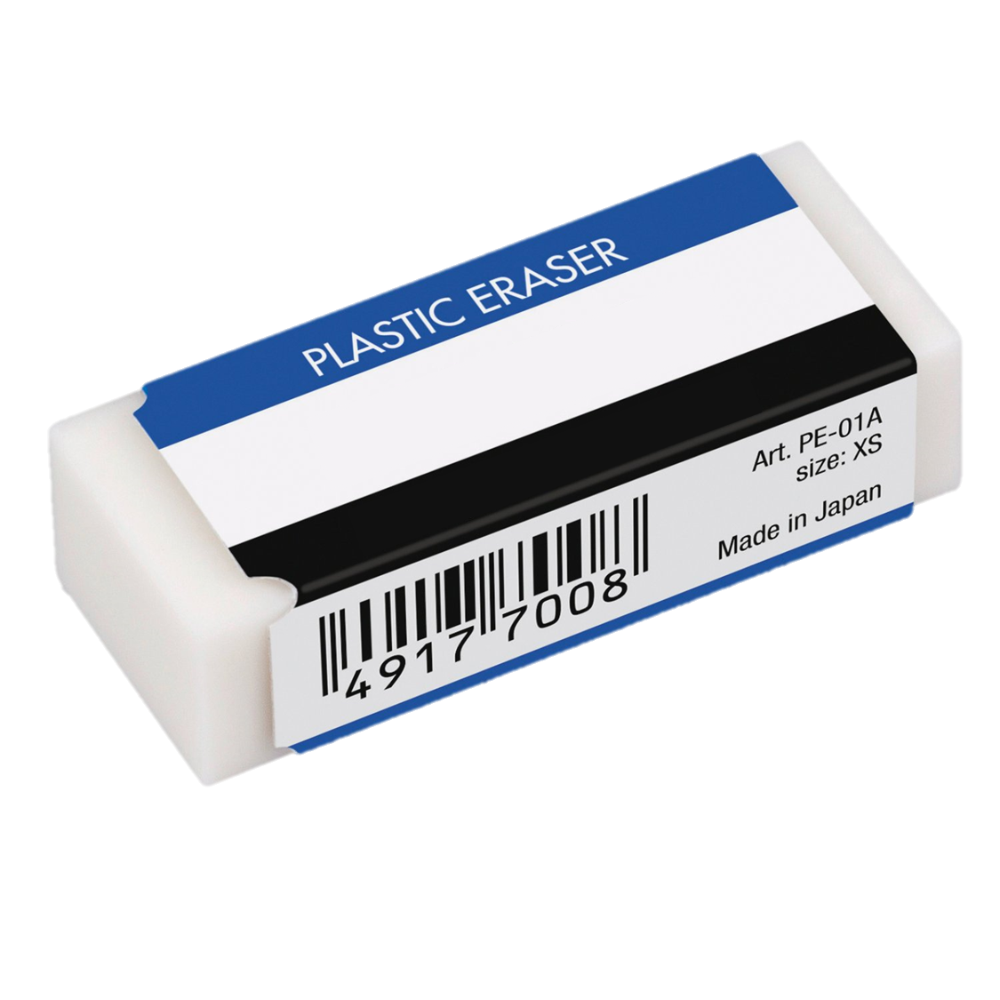 PLASTIC ERASER
Art. PE-01A
size: XS
Made in Japan
4917 7008